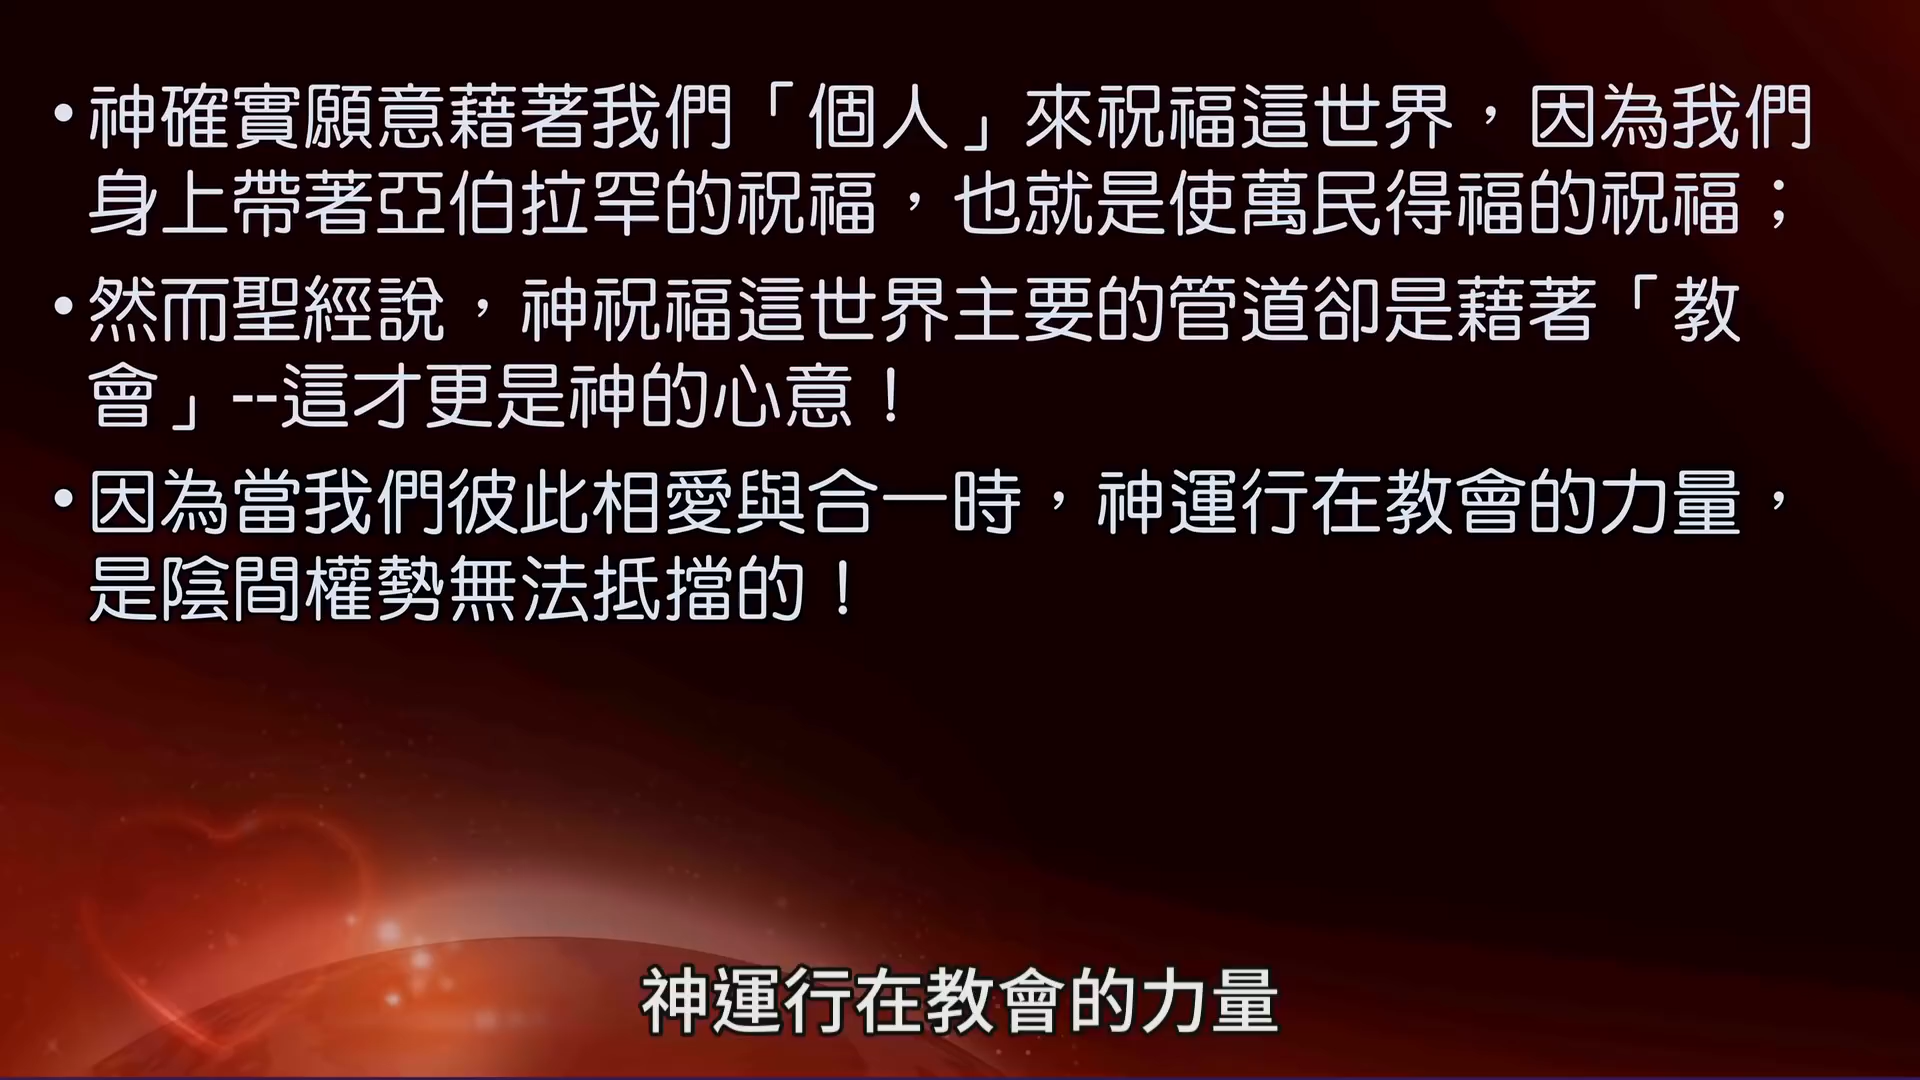 •神確實願意藉著我們「個人」來祝福這世界，因為我們
身上帶著亞伯拉罕的祝福，也就是使萬民得福的祝福；
•然而聖經說，神祝福這世界主要的管道卻是藉著「教
會」--這才更是神的心意！
•因為當我們彼此相愛與合一時，神運行在教會的力量，
是陰間權勢無法抵擋的！
神運行在教會的力量